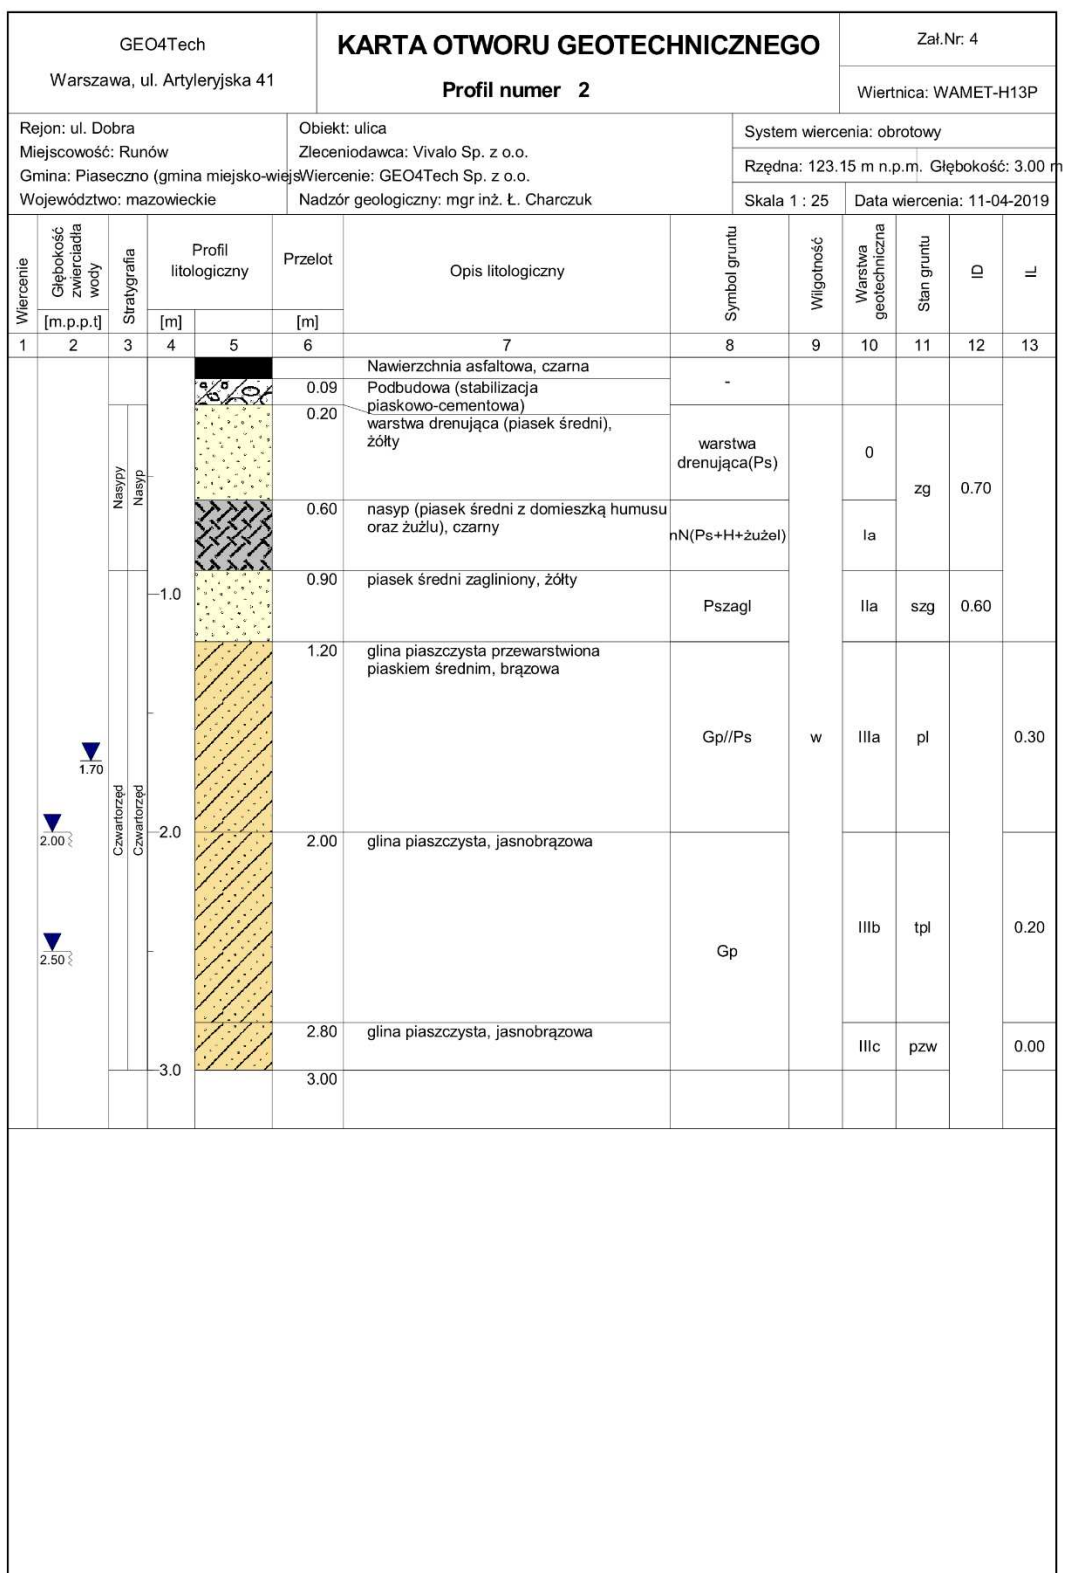 GEO4Tech
Warszawa, ul. Artyleryjska 41
KARTA OTWORU GEOTECHNICZNEGO
Profil numer 2
Zał.Nr: 4
Wiertnica: WAMET-H13P
Rejon: ul. Dobra
Miejscowość: Runów
Gmina: Piaseczno (gmina miejsko-wiejs
Województwo: mazowieckie
Obiekt: ulica
Zleceniodawca: Vivalo Sp. z o.o.
Wiercenie: GEO4Tech Sp. z o.o.
Nadzór geologiczny: mgr inż. Ł. Charczuk
System wiercenia: obrotowy
Rzędna: 123.15 m n.p.m. Głębokość: 3.00 m
Skala 1 : 25 Data wiercenia: 11-04-2019
Wiercenie
Głębokość
zwierciadła
wody
[m.p.p.t]
Stratygrafia
Profil
litologiczny
[m]
Przelot
[m]
Opis litologiczny
Symbol gruntu
Wilgotność
Warstwa
geotechniczna
Stan gruntu
ID
IL
1 2 3 4 5 6 7 8 9 10 11 12 13
Nawierzchnia asfaltowa, czarna
0.09 Podbudowa (stabilizacja
piaskowo-cementowa)
-
0.20 warstwa drenująca (piasek średni),
żółty
warstwa
drenująca(Ps)
0
Nasypy
Nasyp
zg 0.70
0.60 nasyp (piasek średni z domieszką humusu
oraz żużlu), czarny
nN(Ps+H+żużel) Ia
0.90 piasek średni zagliniony, żółty
1.0
Pszagl IIa szg 0.60
1.20 glina piaszczysta przewarstwiona
piaskiem średnim, brązowa
Gp//Ps w IIIa pl 0.30
1.70
Czwartorzęd
Czwartorzęd
2.00 2.0 2.00 glina piaszczysta, jasnobrązowa
IIIb tpl 0.20
2.50 Gp
2.80 glina piaszczysta, jasnobrązowa
IIIc pzw 0.00
3.0 3.00